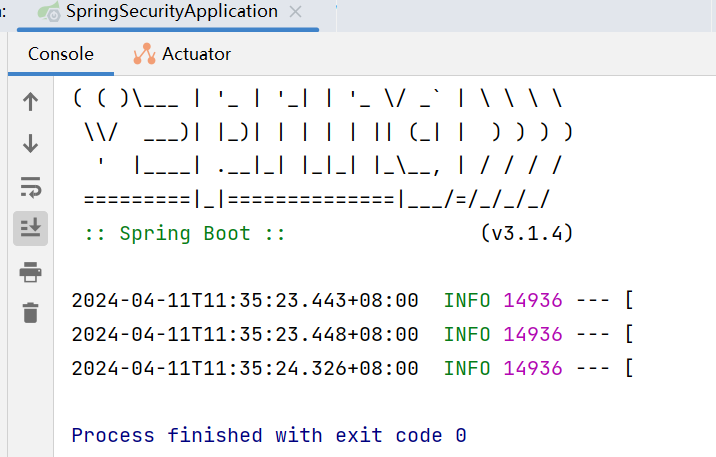 : SpringSecurityApplication ×
Console Actuator
( ( )\___ | '_ | '_| | '_ \/ _` | \ \ \ \
 \\/  ___)| |_)| | | | | || (_| |  ) ) ) )
  '  |____| .__|_| |_|_| |_\__, | / / / /
 =========|_|==============|___/=/_/_/_/
 :: Spring Boot ::                (v3.1.4)
2024-04-11T11:35:23.443+08:00  INFO 14936 --- [
2024-04-11T11:35:23.448+08:00  INFO 14936 --- [
2024-04-11T11:35:24.326+08:00  INFO 14936 --- [
Process finished with exit code 0